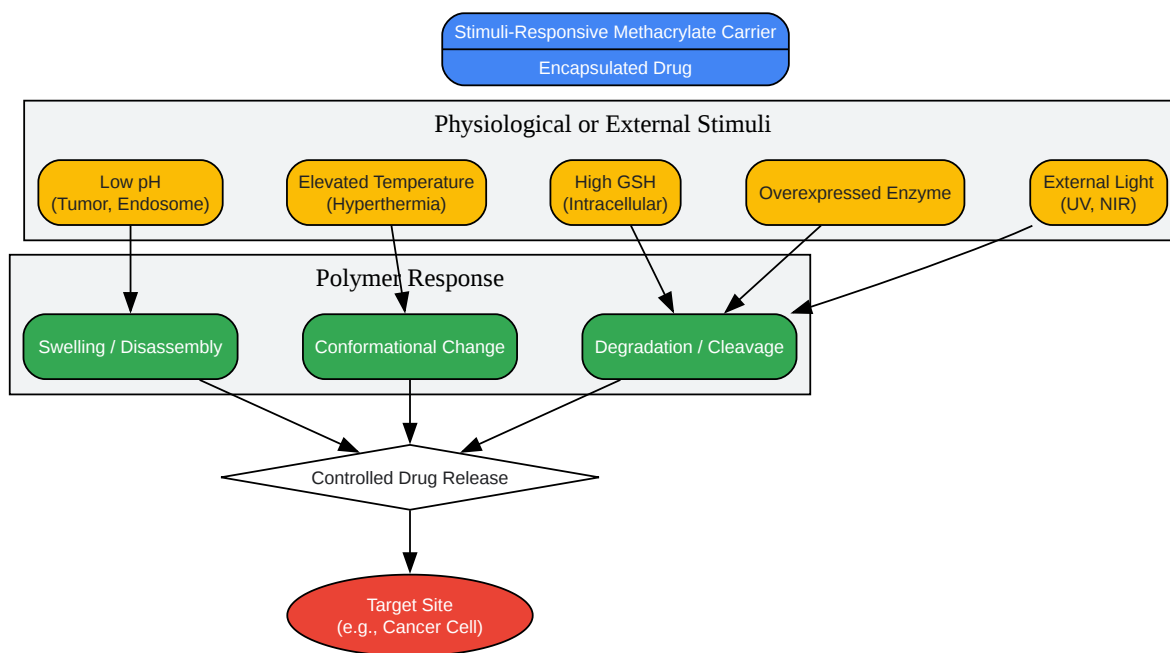 Stimuli-Responsive Methacrylate Carrier
Encapsulated Drug
Physiological or External Stimuli
Low pH
(Tumor, Endosome)
Elevated Temperature
(Hyperthermia)
High GSH
(Intracellular)
Overexpressed Enzyme
External Light
(UV, NIR)
Polymer Response
Swelling / Disassembly
Conformational Change
Degradation / Cleavage
Controlled Drug Release
Target Site
(e.g., Cancer Cell)